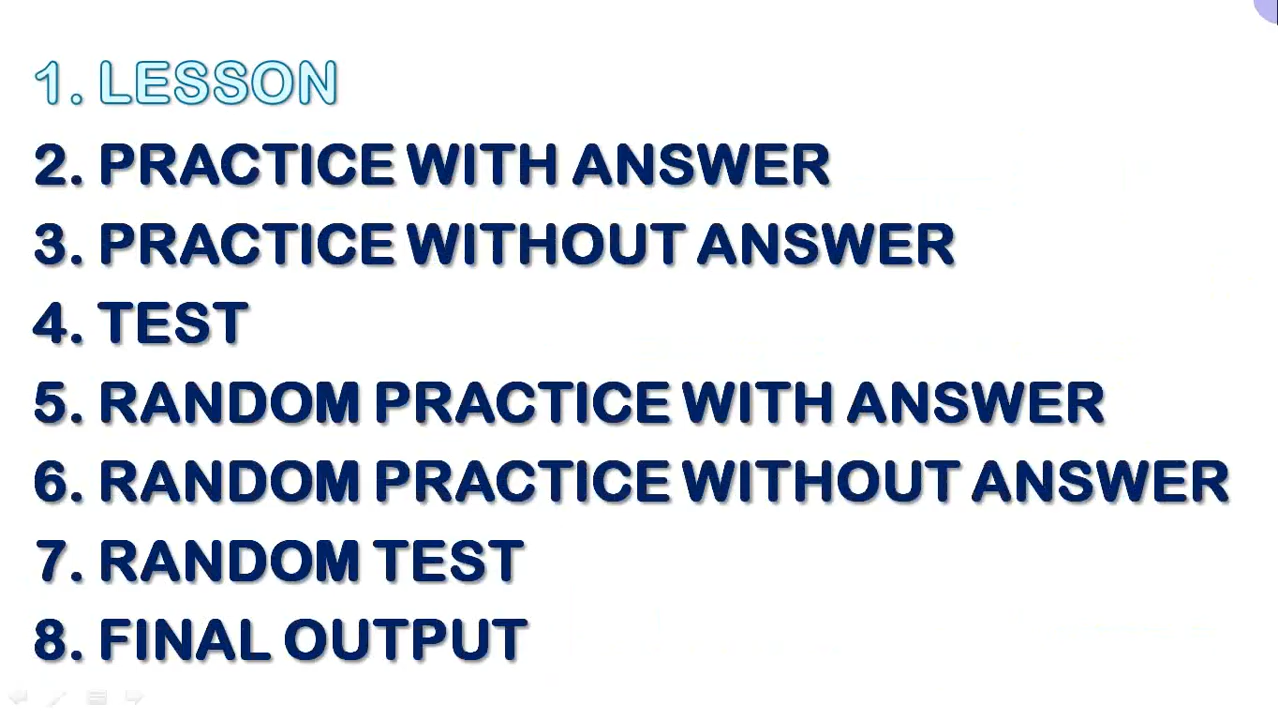 1. LESSON
2. PRACTICE WITH ANSWER
3. PRACTICE WITHOUT ANSWER
4. TEST
5. RANDOM PRACTICE WITH ANSWER
6. RANDOM PRACTICE WITHOUT ANSWER
7. RANDOM TEST
8. FINAL OUTPUT